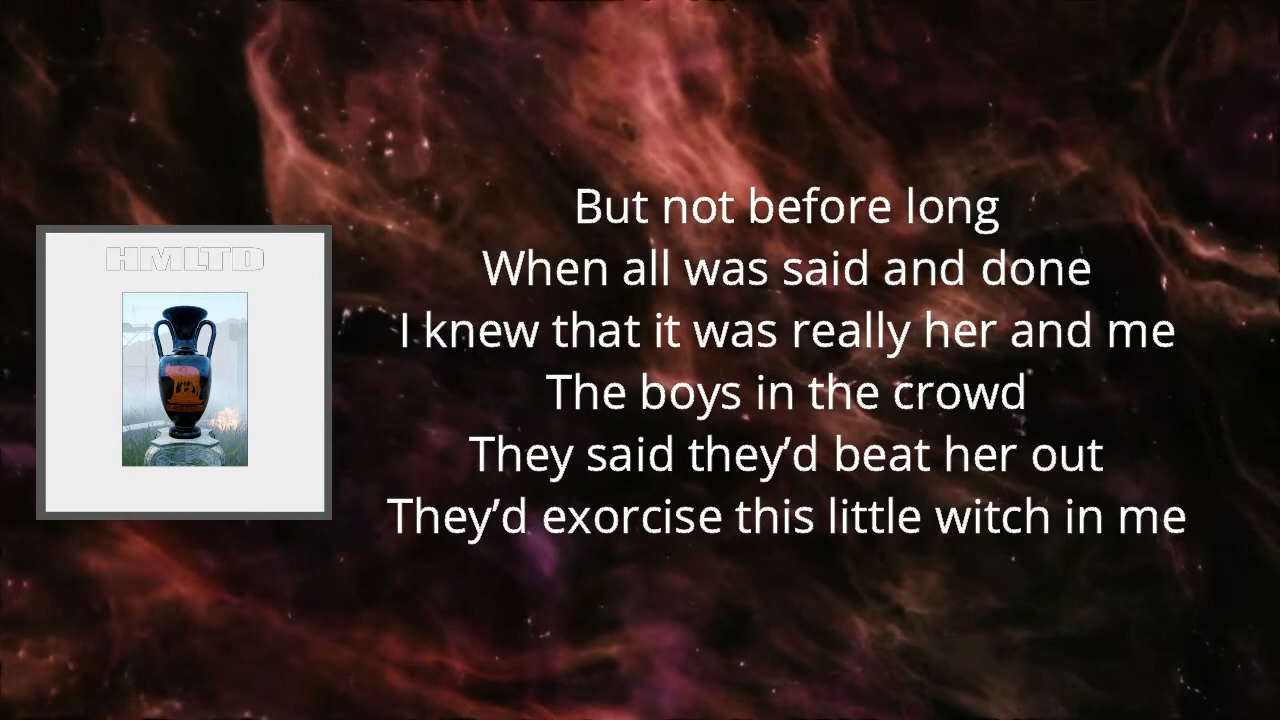 HMLTD
But not before long
When all was said and done
I knew that it was really her and me
The boys in the crowd
They said they’d beat her out
They’d exorcise this little witch in me